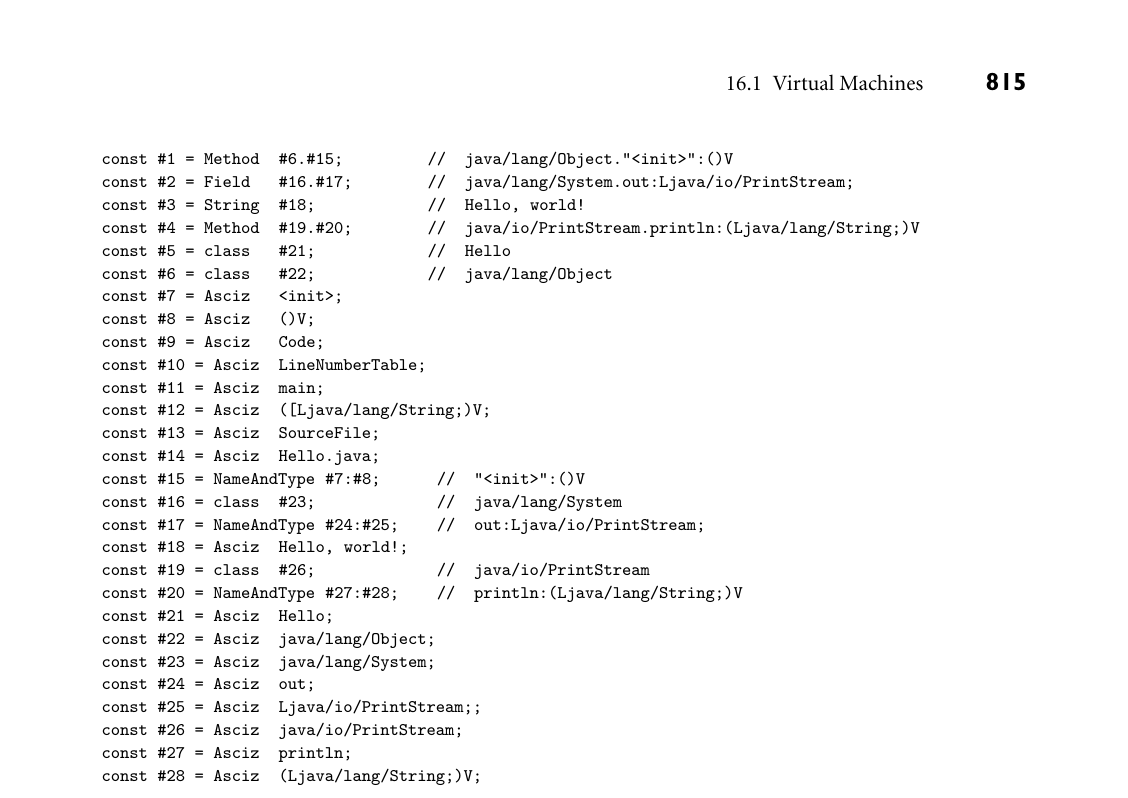 16.1 Virtual Machines 815
const #1 = Method #6.#15; // java/lang/Object."<init>":()V
const #2 = Field #16.#17; // java/lang/System.out:Ljava/io/PrintStream;
const #3 = String #18; // Hello, world!
const #4 = Method #19.#20; // java/io/PrintStream.println:(Ljava/lang/String;)V
const #5 = class #21; // Hello
const #6 = class #22; // java/lang/Object
const #7 = Asciz <init>;
const #8 = Asciz ()V;
const #9 = Asciz Code;
const #10 = Asciz LineNumberTable;
const #11 = Asciz main;
const #12 = Asciz ([Ljava/lang/String;)V;
const #13 = Asciz SourceFile;
const #14 = Asciz Hello.java;
const #15 = NameAndType #7:#8; // "<init>":()V
const #16 = class #23; // java/lang/System
const #17 = NameAndType #24:#25; // out:Ljava/io/PrintStream;
const #18 = Asciz Hello, world!;
const #19 = class #26; // java/io/PrintStream
const #20 = NameAndType #27:#28; // println:(Ljava/lang/String;)V
const #21 = Asciz Hello;
const #22 = Asciz java/lang/Object;
const #23 = Asciz java/lang/System;
const #24 = Asciz out;
const #25 = Asciz Ljava/io/PrintStream;;
const #26 = Asciz java/io/PrintStream;
const #27 = Asciz println;
const #28 = Asciz (Ljava/lang/String;)V;